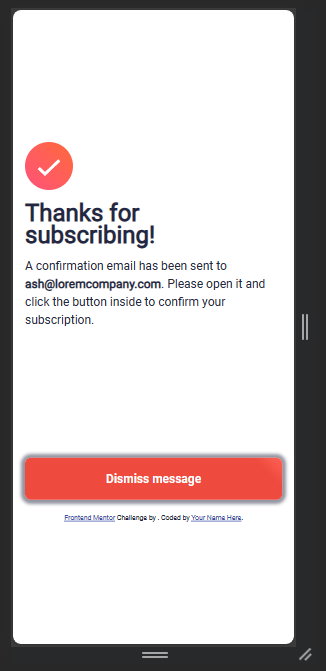 Thanks for
subscribing!
A confirmation email has been sent to
ash@loremcompany.com. Please open it and
click the button inside to confirm your
subscription.
Dismiss message
Frontend Mentor Challenge by . Coded by Your Name Here.